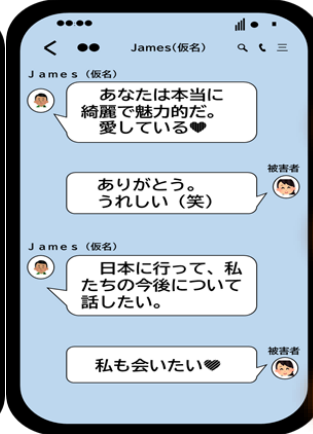 James(仮名)
James（仮名）
あなたは本当に
綺麗で魅力的だ。
愛している♥
被害者
ありがとう。
うれしい（笑）
James（仮名）
日本に行って、私
たちの今後について
話したい。
被害者
私も会いたい♥